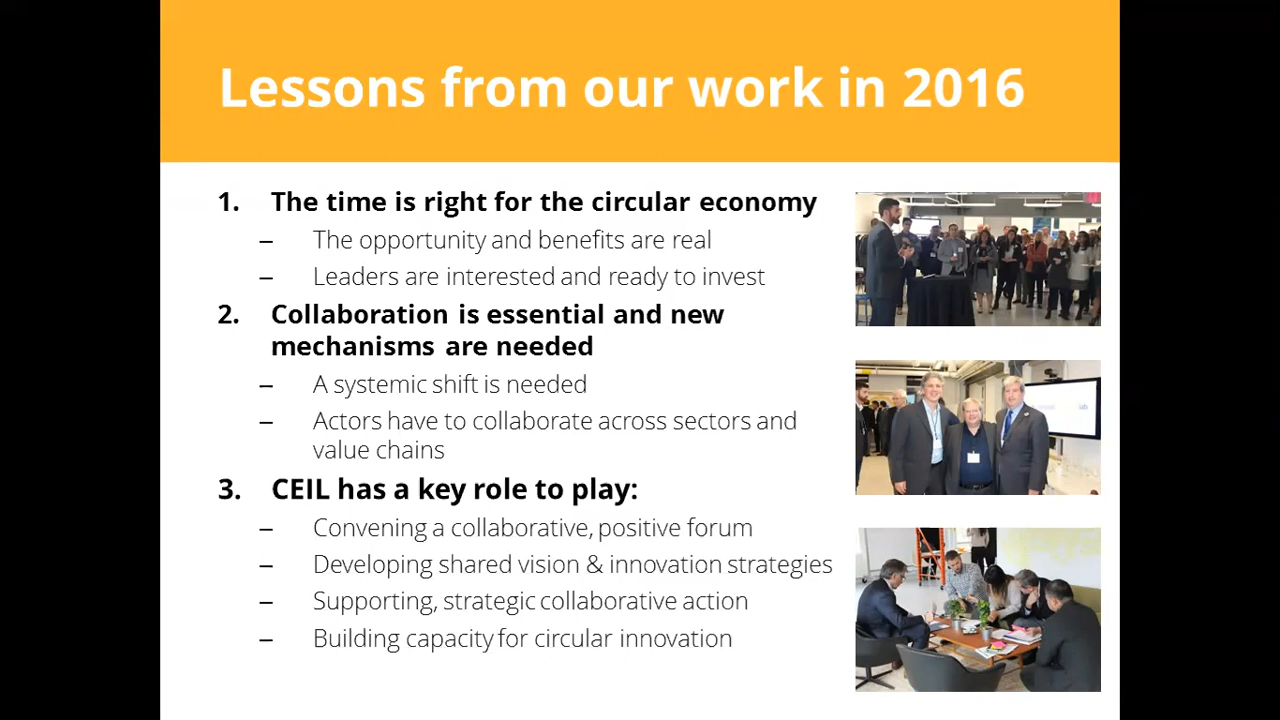 Lessons from our work in 2016
1. The time is right for the circular economy
– The opportunity and benefits are real
– Leaders are interested and ready to invest
2. Collaboration is essential and new
mechanisms are needed
– A systemic shift is needed
– Actors have to collaborate across sectors and
value chains
3. CEIL has a key role to play:
– Convening a collaborative, positive forum
– Developing shared vision & innovation strategies
– Supporting, strategic collaborative action
– Building capacity for circular innovation